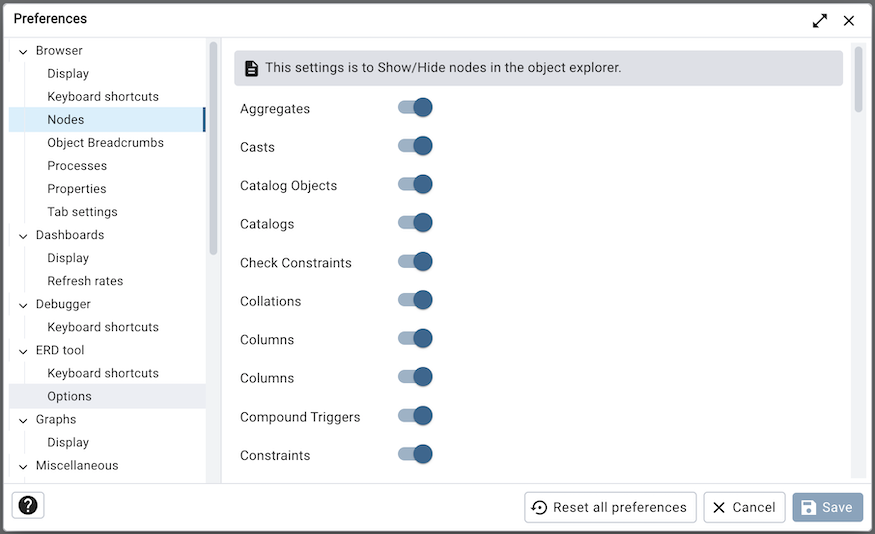 Preferences
Browser
Display
Keyboard shortcuts
Nodes
Object Breadcrumbs
Processes
Properties
Tab settings
Dashboards
Display
Refresh rates
Debugger
Keyboard shortcuts
ERD tool
Keyboard shortcuts
Options
Graphs
Display
Miscellaneous
This settings is to Show/Hide nodes in the object explorer.
Aggregates
Casts
Catalog Objects
Catalogs
Check Constraints
Collations
Columns
Columns
Compound Triggers
Constraints
?
Reset all preferences
Cancel
Save